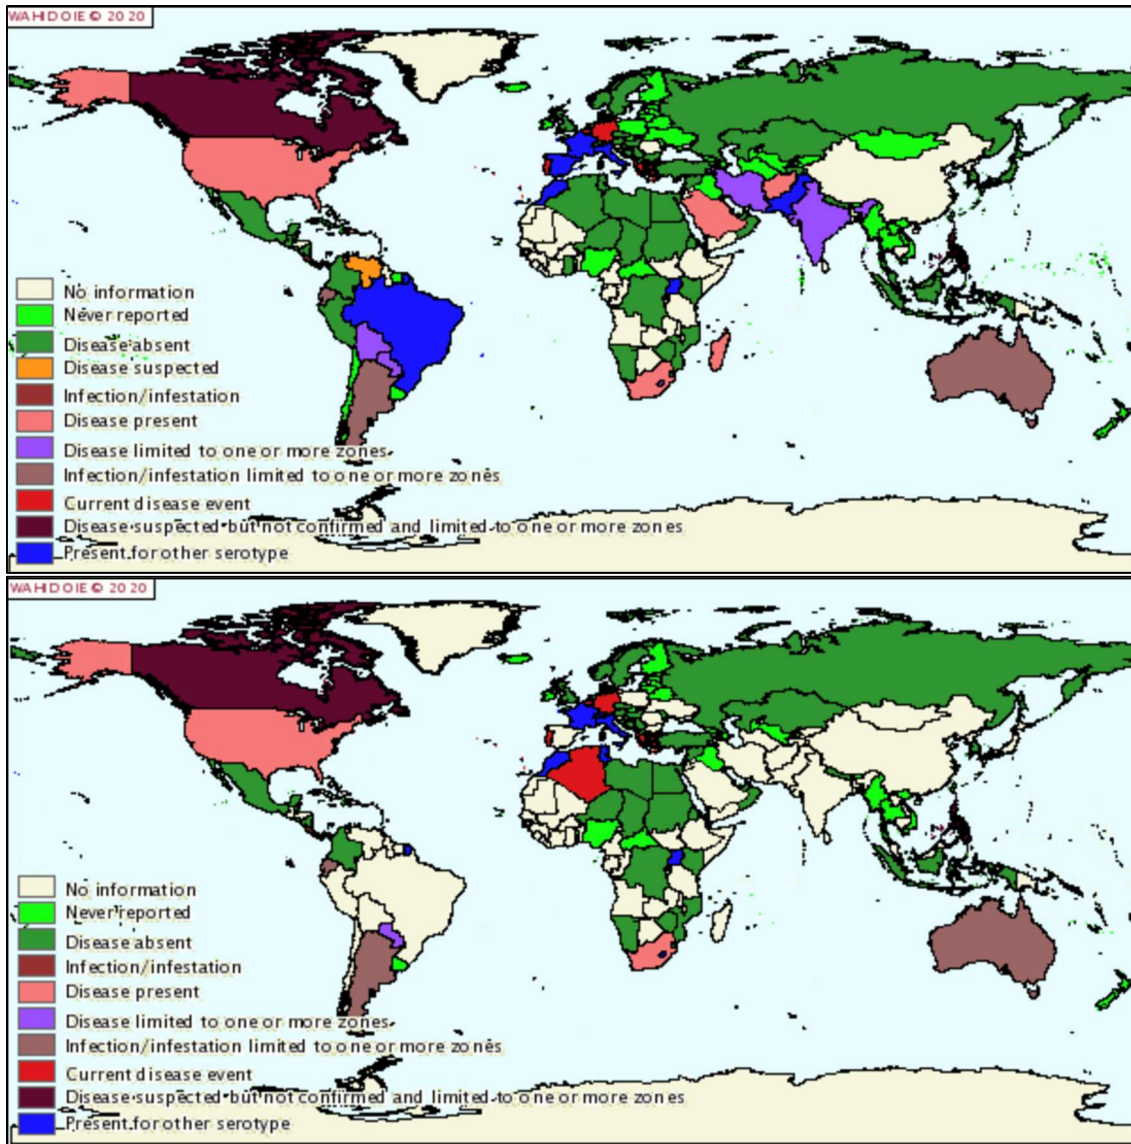 WAHIDOIE © 2020
No information
Never reported
Disease absent
Disease suspected
Infection/infestation
Disease present
Disease limited to one or more zones
Infection/infestation limited to one or more zones
Current disease event
Disease suspected but not confirmed and limited to one or more zones
Present for other serotype
WAHIDOIE © 2020
No information
Never reported
Disease absent
Infection/infestation
Disease present
Disease limited to one or more zones
Infection/infestation limited to one or more zones
Current disease event
Disease suspected but not confirmed and limited to one or more zones
Present for other serotype